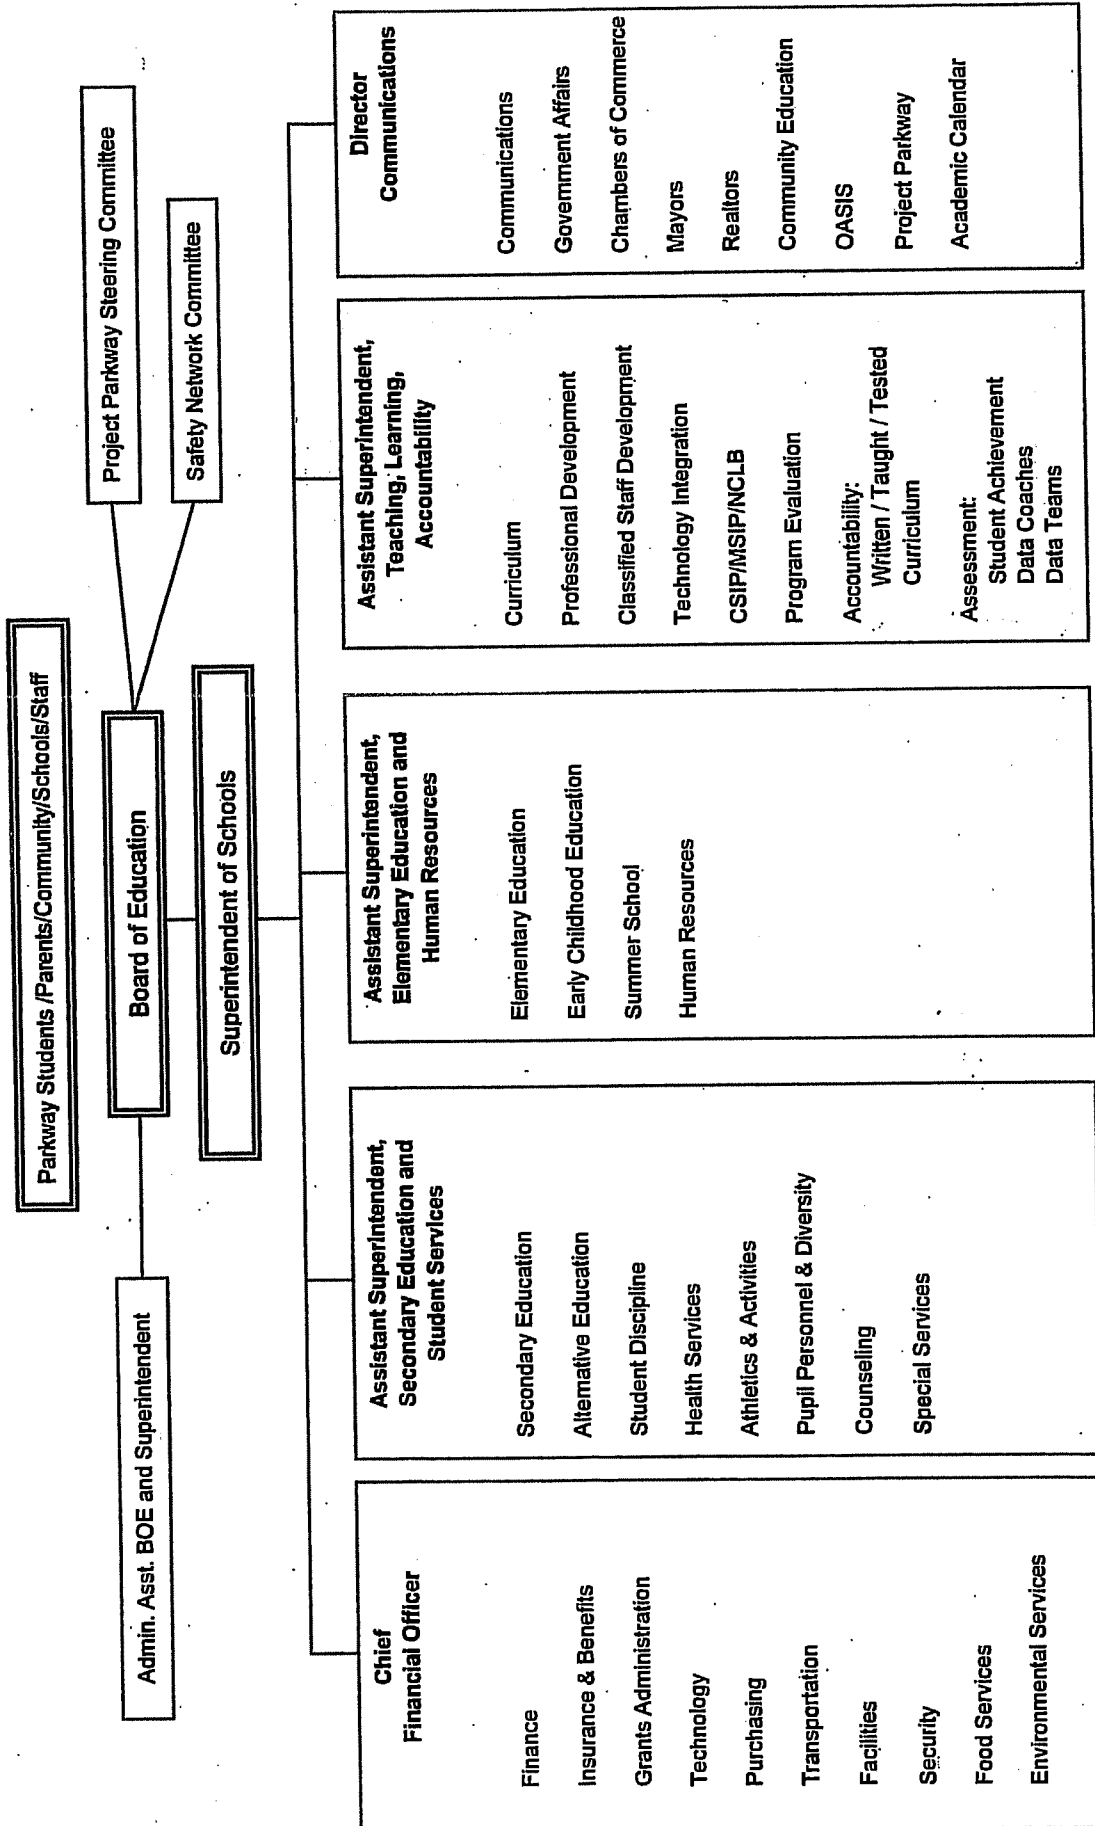 Parkway Students /Parents/Community/Schools/Staff
Project Parkway Steering Committee
Admin. Asst. BOE and Superintendent
Board of Education
Safety Network Committee
Superintendent of Schools
Chief
Financial Officer
Finance
Insurance & Benefits
Grants Administration
Technology
Purchasing
Transportation
Facilities
Security
Food Services
Environmental Services
Assistant Superintendent,
Secondary Education and
Student Services
Secondary Education
Alternative Education
Student Discipline
Health Services
Athletics & Activities
Pupil Personnel & Diversity
Counseling
Special Services
Assistant Superintendent,
Elementary Education and
Human Resources
Elementary Education
Early Childhood Education
Summer School
Human Resources
Assistant Superintendent,
Teaching, Learning,
Accountability
Curriculum
Professional Development
Classified Staff Development
Technology Integration
CSIP/MSIP/NCLB
Program Evaluation
Accountability:
Written / Taught / Tested
Curriculum
Assessment:
Student Achievement
Data Coaches
Data Teams
Director
Communications
Communications
Government Affairs
Chambers of Commerce
Mayors
Realtors
Community Education
OASIS
Project Parkway
Academic Calendar